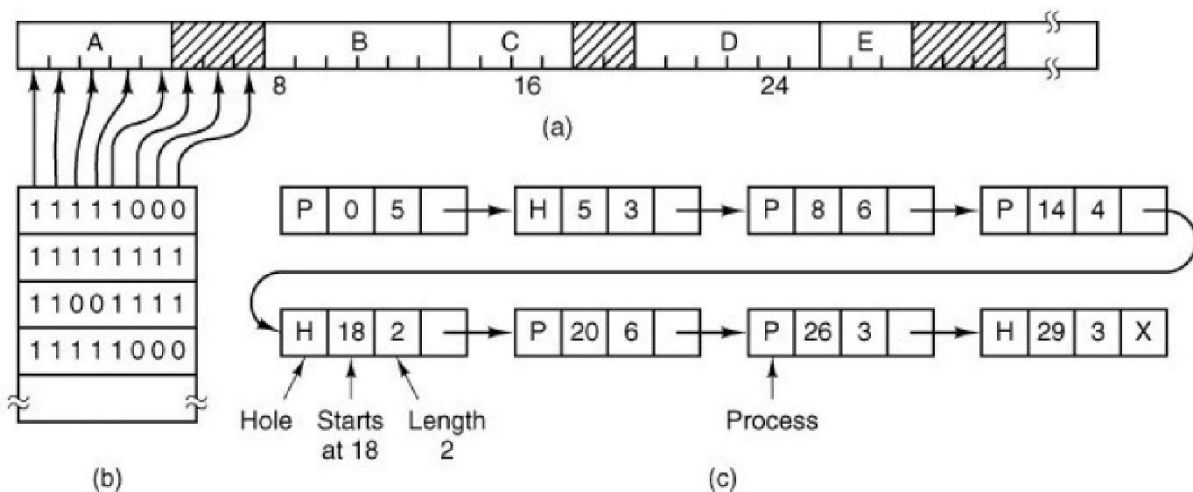 A B C D E
8 16 24
(a)
11111000
11111111
11001111
11111000
(b)
P 0 5 H 5 3 P 8 6 P 14 4
H 18 2 P 20 6 P 26 3 H 29 3 X
Hole Starts at 18 Length 2 Process
(c)